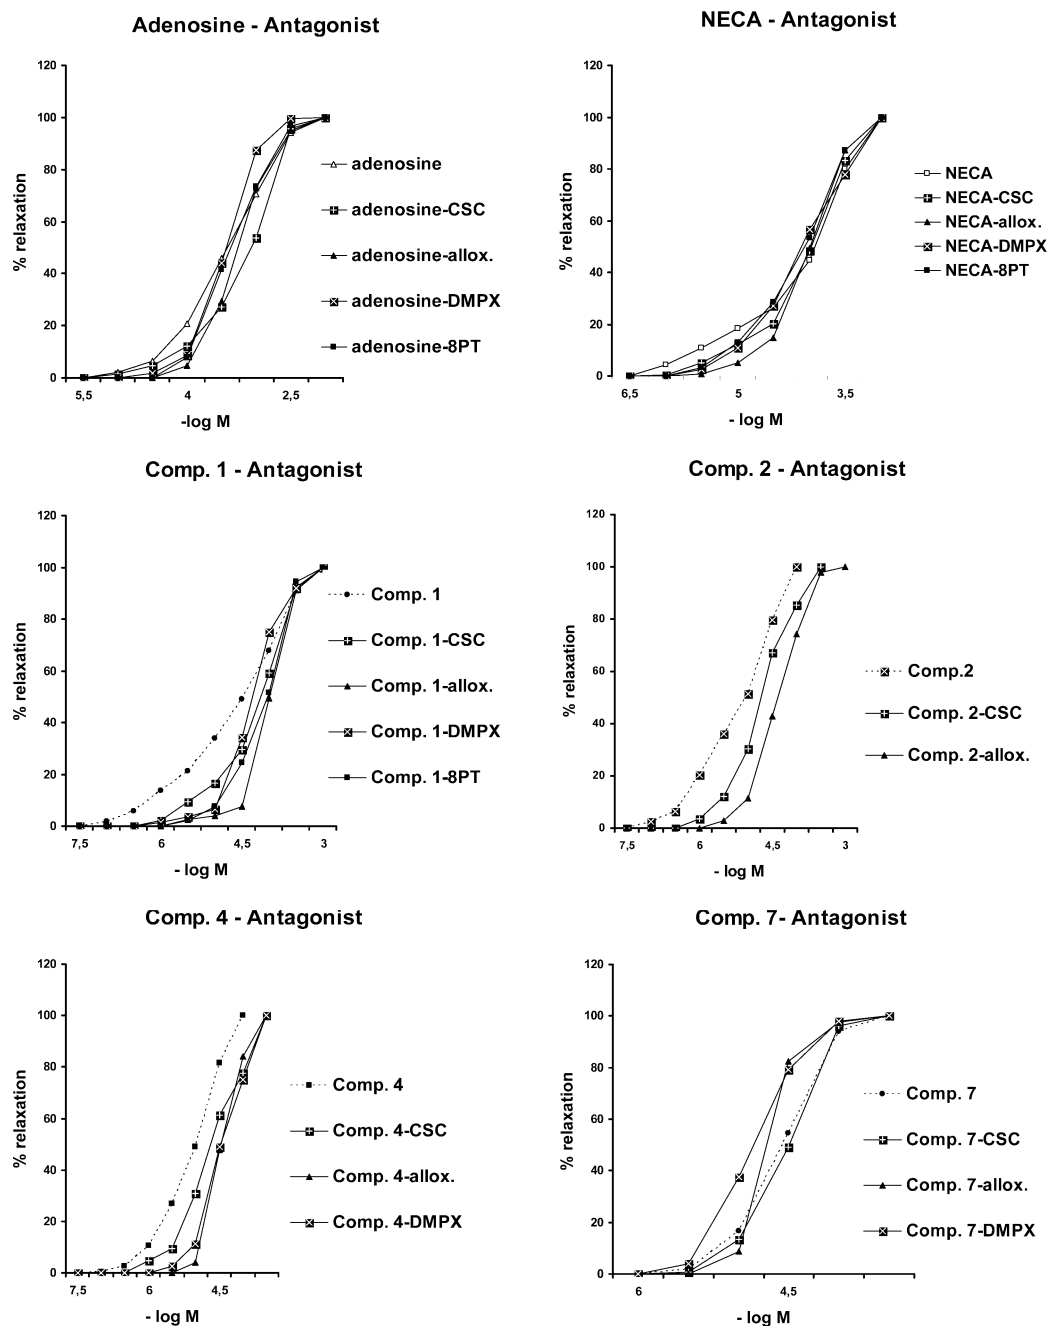 Adenosine - Antagonist
120
100
80
60
40
20
0
% relaxation
5,5
4
2,5
-log M
adenosine
adenosine-CSC
adenosine-allox.
adenosine-DMPX
adenosine-8PT
NECA - Antagonist
120
100
80
60
40
20
0
% relaxation
6,5
5
3,5
- log M
NECA
NECA-CSC
NECA-allox.
NECA-DMPX
NECA-8PT
Comp. 1 - Antagonist
120
100
80
60
40
20
0
% relaxation
7,5
6
4,5
3
- log M
Comp. 1
Comp. 1-CSC
Comp. 1-allox.
Comp. 1-DMPX
Comp. 1-8PT
Comp. 2 - Antagonist
120
100
80
60
40
20
0
% relaxation
7,5
6
4,5
3
- log M
Comp.2
Comp. 2-CSC
Comp. 2-allox.
Comp. 4 - Antagonist
120
100
80
60
40
20
0
% relaxation
7,5
6
4,5
- log M
Comp. 4
Comp. 4-CSC
Comp. 4-allox.
Comp. 4-DMPX
Comp. 7- Antagonist
120
100
80
60
40
20
0
% relaxation
6
4,5
- log M
Comp. 7
Comp. 7-CSC
Comp. 7-allox.
Comp. 7-DMPX